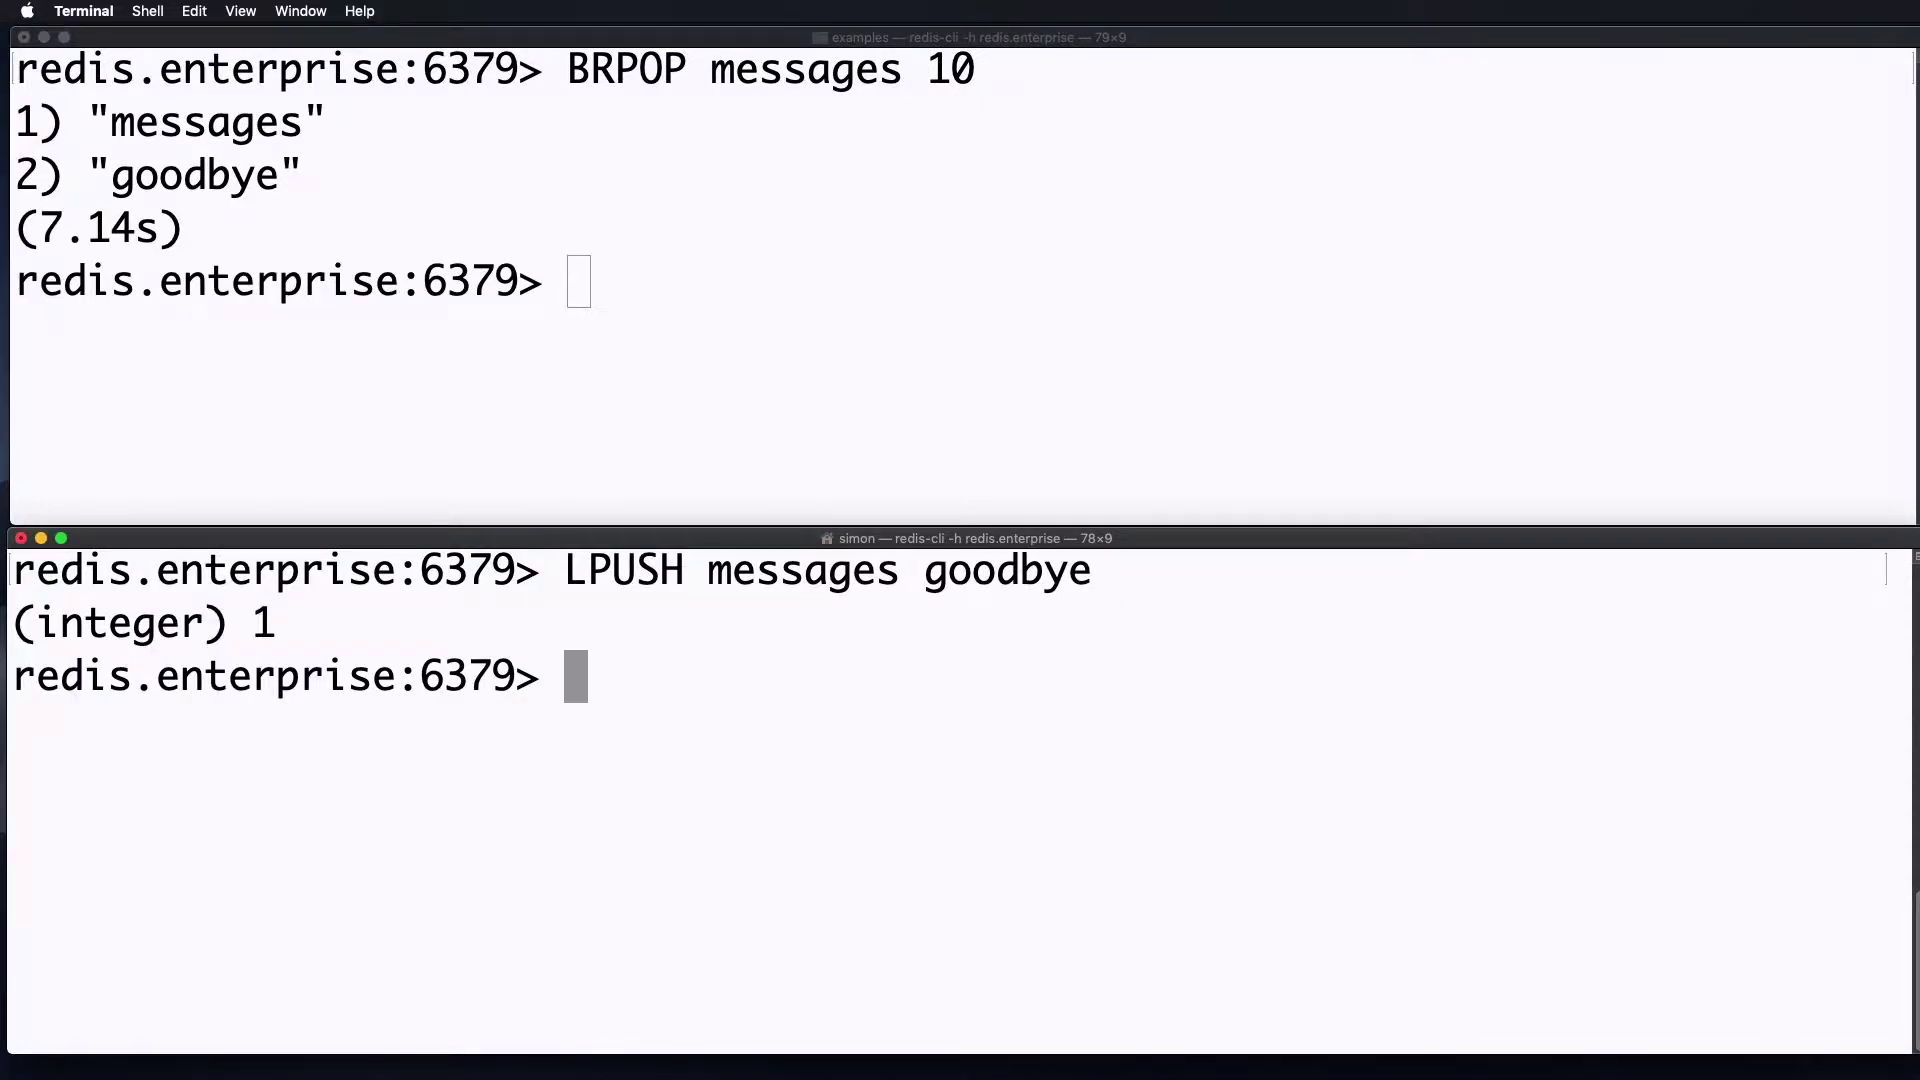 Terminal Shell Edit View Window Help
examples — redis-cli -h redis.enterprise — 79×9
redis.enterprise:6379> BRPOP messages 10
1) "messages"
2) "goodbye"
(7.14s)
redis.enterprise:6379>
simon — redis-cli -h redis.enterprise — 78×9
redis.enterprise:6379> LPUSH messages goodbye
(integer) 1
redis.enterprise:6379>